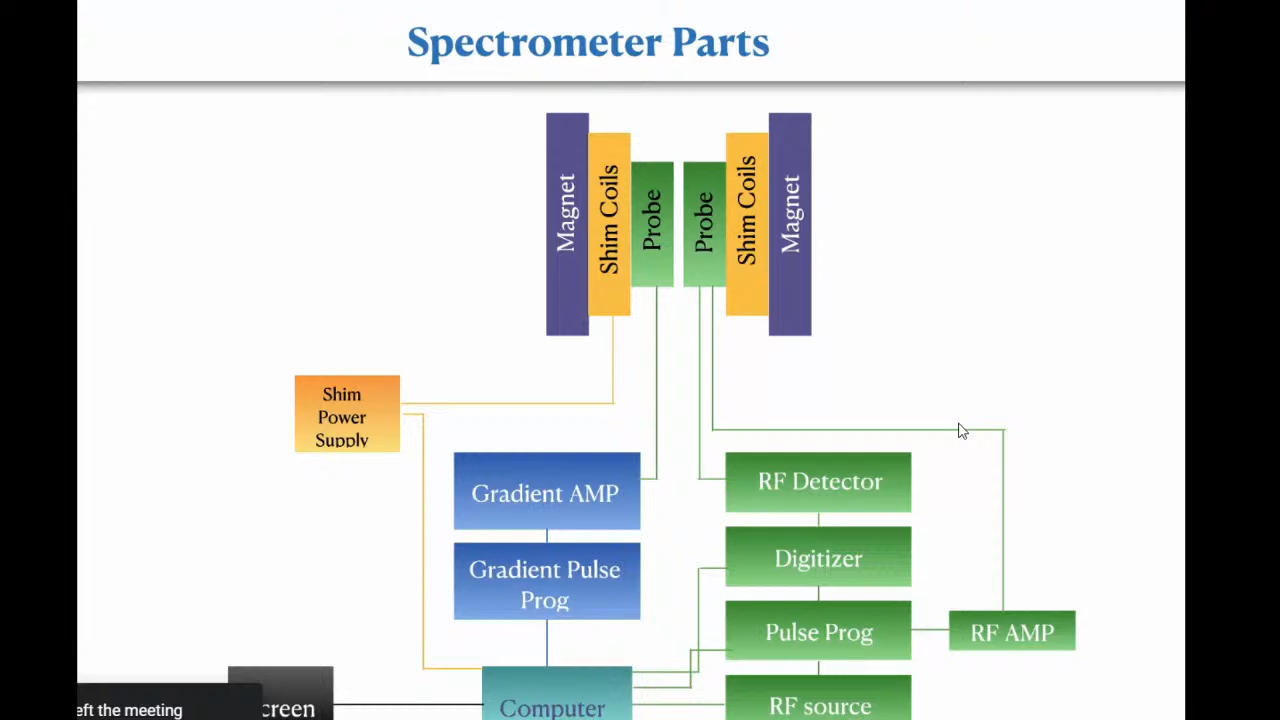 Spectrometer Parts
Magnet
Shim Coils
Probe
Probe
Shim Coils
Magnet
Shim
Power
Supply
Gradient AMP
RF Detector
Gradient Pulse
Prog
Digitizer
Pulse Prog
RF AMP
creen
Computer
RF source
eft the meeting